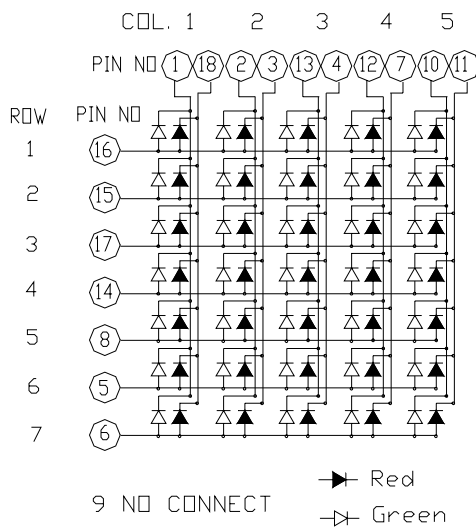 COL. 1 2 3 4 5
PIN NO 1 18 2 3 13 4 12 7 10 11
ROW PIN NO
1 16
2 15
3 17
4 14
5 8
6 5
7 6
9 NO CONNECT
Red
Green